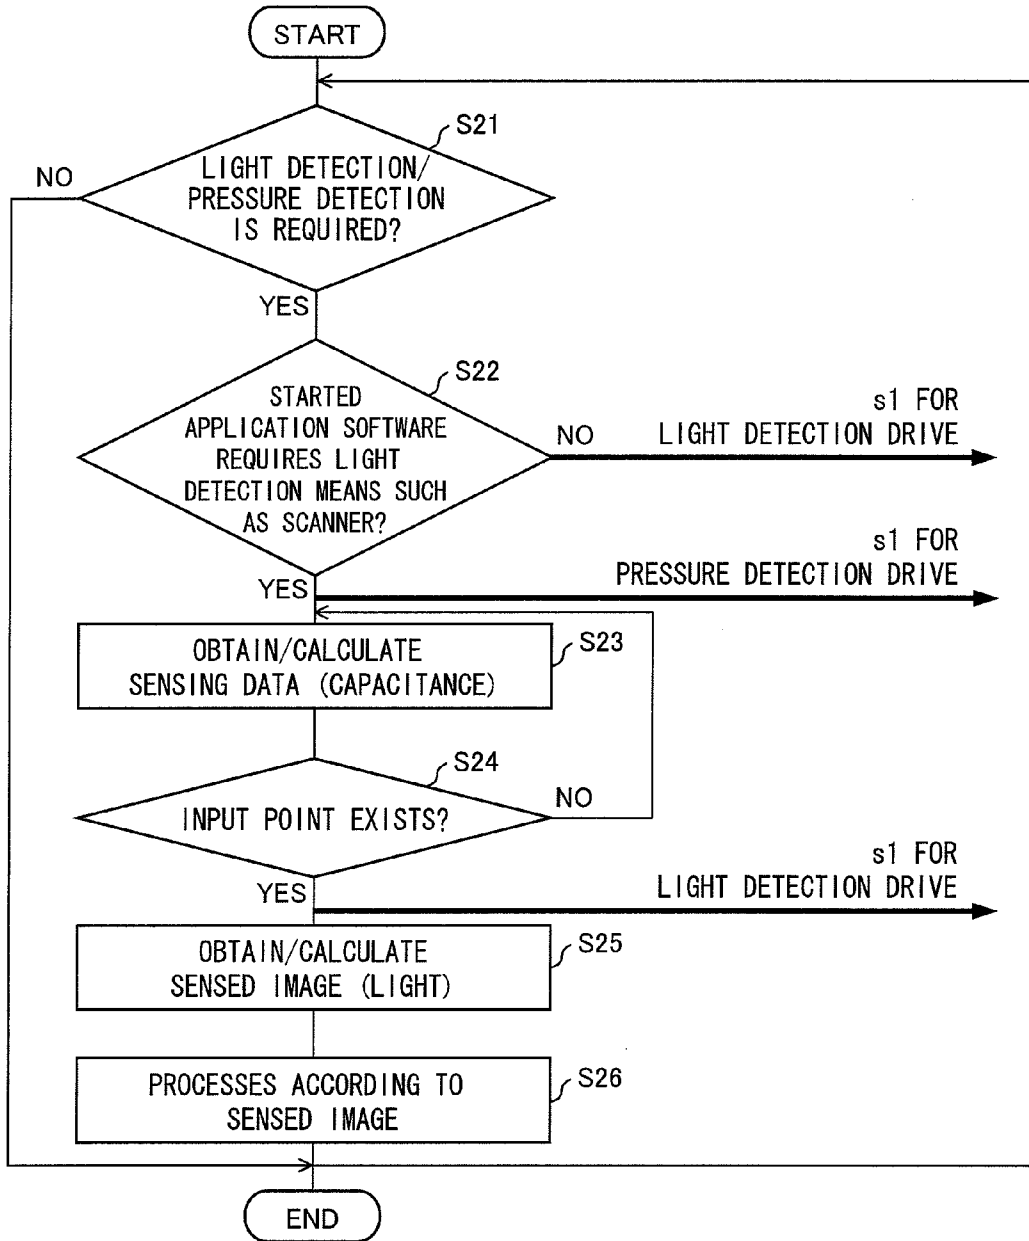 START
S21
NO
LIGHT DETECTION/
PRESSURE DETECTION
IS REQUIRED?
YES
S22
STARTED
APPLICATION SOFTWARE
REQUIRES LIGHT
DETECTION MEANS SUCH
AS SCANNER?
NO
s1 FOR
LIGHT DETECTION DRIVE
YES
s1 FOR
PRESSURE DETECTION DRIVE
OBTAIN/CALCULATE
SENSING DATA (CAPACITANCE)
S23
S24
INPUT POINT EXISTS?
NO
YES
s1 FOR
LIGHT DETECTION DRIVE
OBTAIN/CALCULATE
SENSED IMAGE (LIGHT)
S25
PROCESSES ACCORDING TO
SENSED IMAGE
S26
END